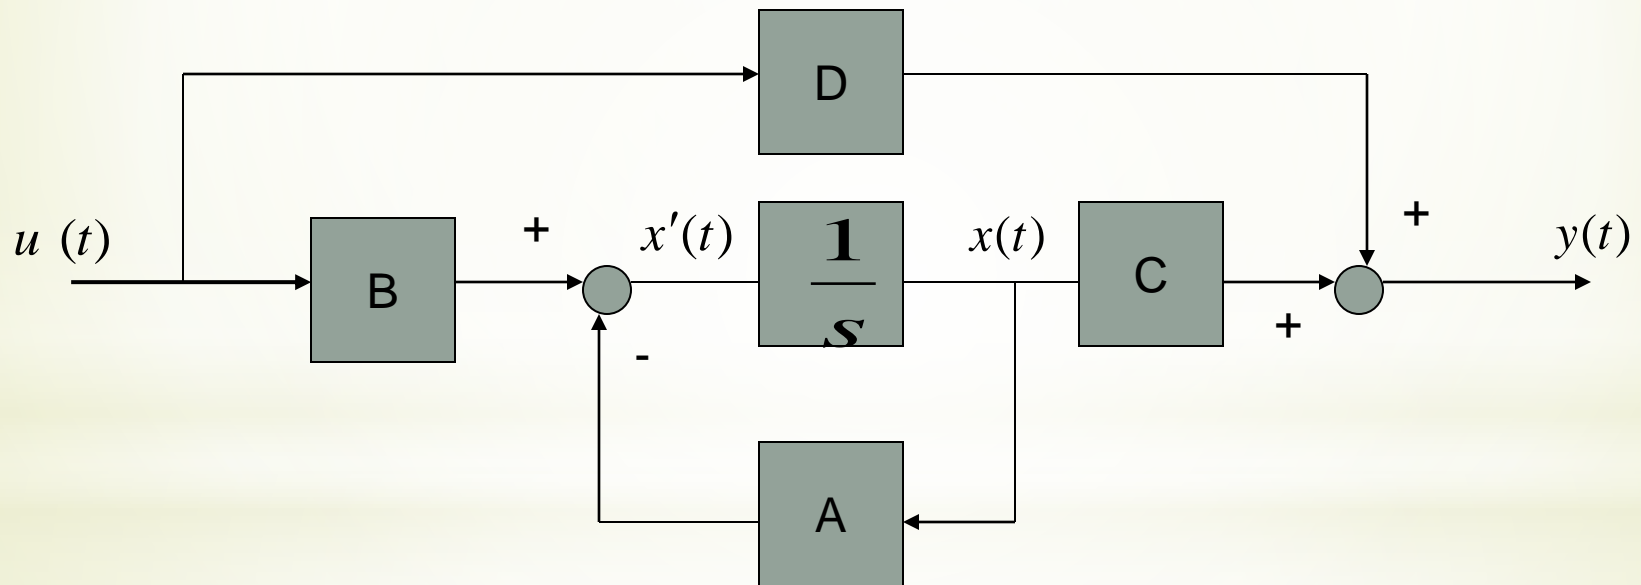 D
u (t)
B
+
x′(t)
1
s
x(t)
C
+
y(t)
-
+
A